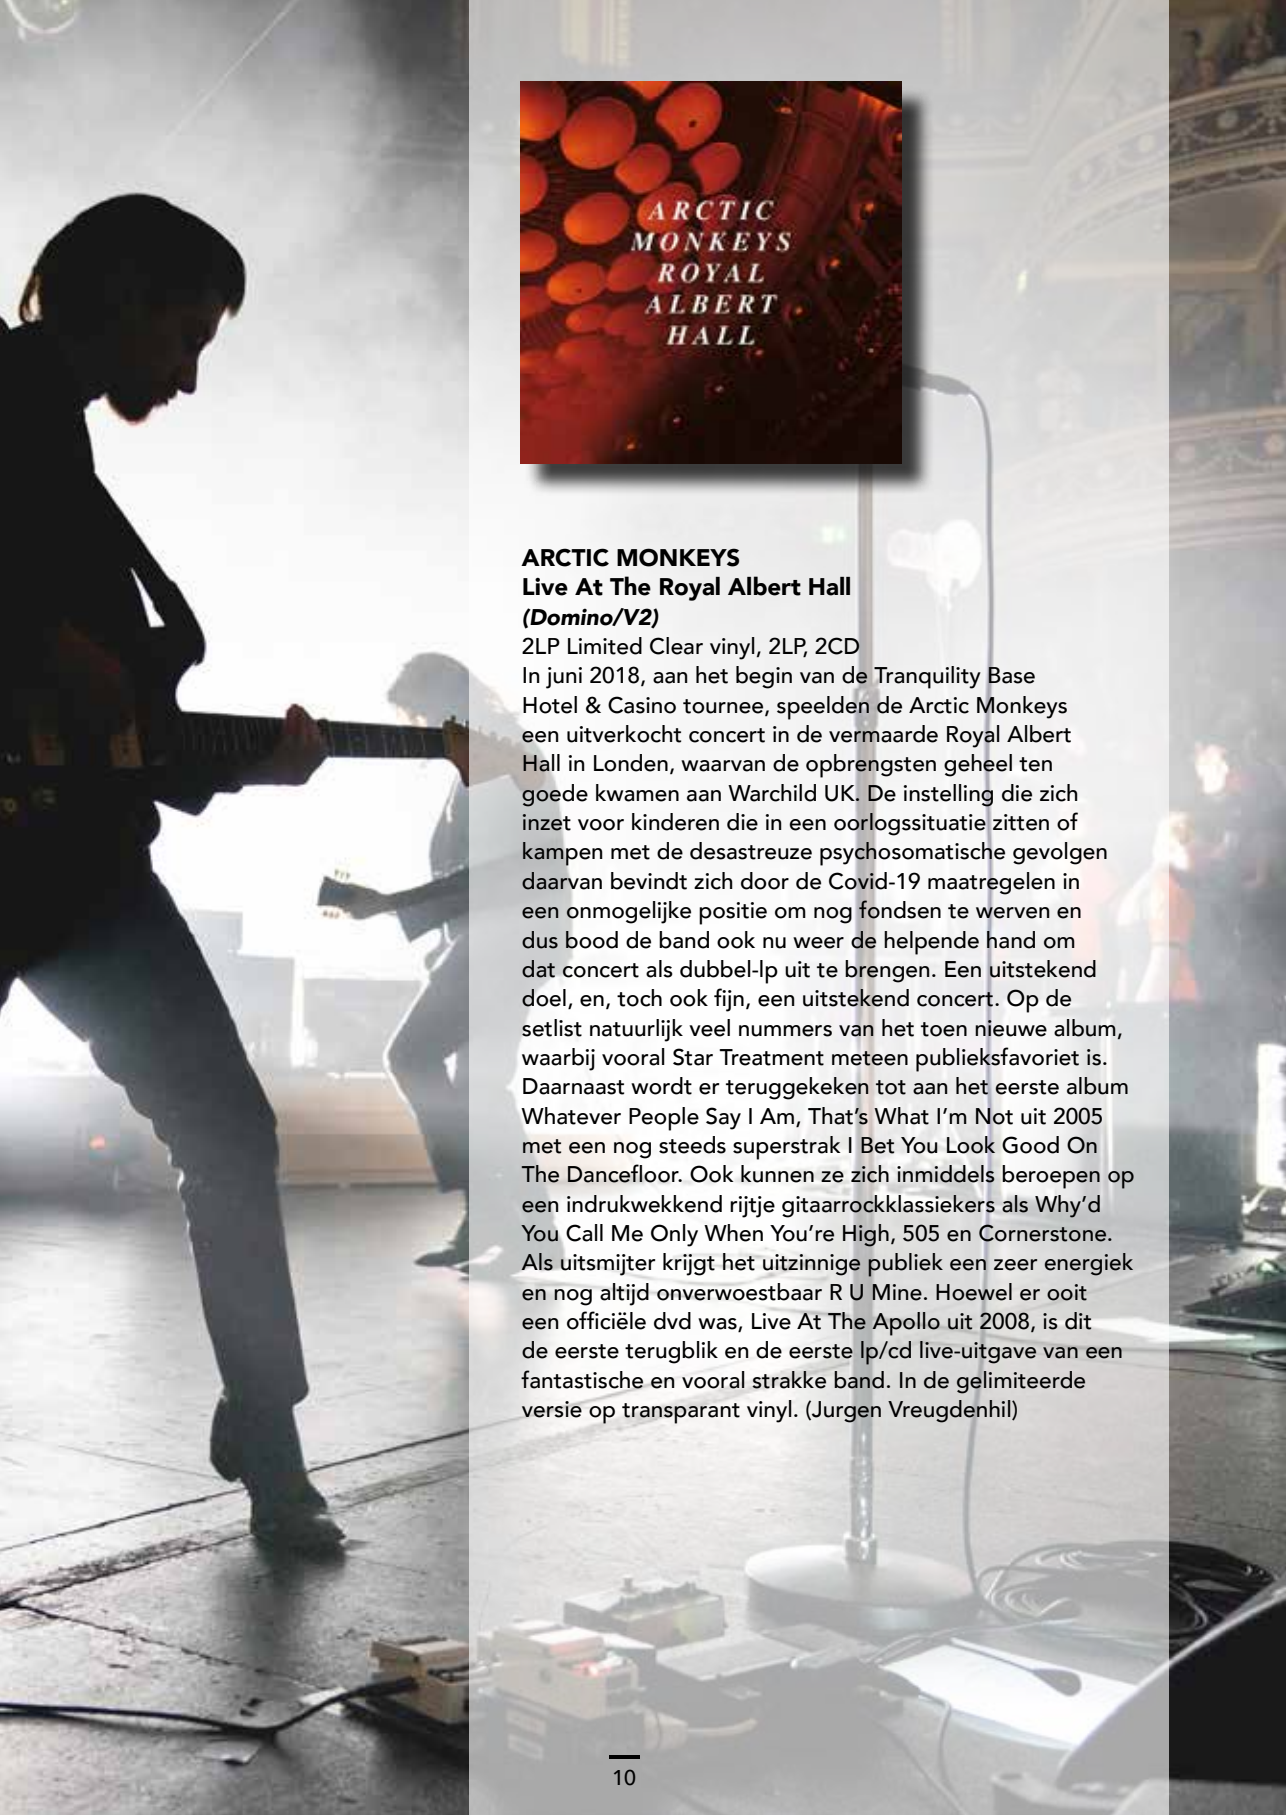 ARCTIC
MONKEYS
ROYAL
ALBERT
HALL
ARCTIC MONKEYS
Live At The Royal Albert Hall
(Domino/V2)
2LP Limited Clear vinyl, 2LP, 2CD
In juni 2018, aan het begin van de Tranquility Base
Hotel & Casino tournee, speelden de Arctic Monkeys
een uitverkocht concert in de vermaarde Royal Albert
Hall in Londen, waarvan de opbrengsten geheel ten
goede kwamen aan Warchild UK. De instelling die zich
inzet voor kinderen die in een oorlogssituatie zitten of
kampen met de desastreuze psychosomatische gevolgen
daarvan bevindt zich door de Covid-19 maatregelen in
een onmogelijke positie om nog fondsen te werven en
dus bood de band ook nu weer de helpende hand om
dat concert als dubbel-lp uit te brengen. Een uitstekend
doel, en, toch ook fijn, een uitstekend concert. Op de
setlist natuurlijk veel nummers van het toen nieuwe album,
waarbij vooral Star Treatment meteen publieksfavoriet is.
Daarnaast wordt er teruggekeken tot aan het eerste album
Whatever People Say I Am, That's What I'm Not uit 2005
met een nog steeds superstrak I Bet You Look Good On
The Dancefloor. Ook kunnen ze zich inmiddels beroepen op
een indrukwekkend rijtje gitaarrockklassiekers als Why'd
You Call Me Only When You're High, 505 en Cornerstone.
Als uitsmijter krijgt het uitzinnige publiek een zeer energiek
en nog altijd onverwoestbaar R U Mine. Hoewel er ooit
een officiële dvd was, Live At The Apollo uit 2008, is dit
de eerste terugblik en de eerste lp/cd live-uitgave van een
fantastische en vooral strakke band. In de gelimiteerde
versie op transparant vinyl. (Jurgen Vreugdenhil)
10